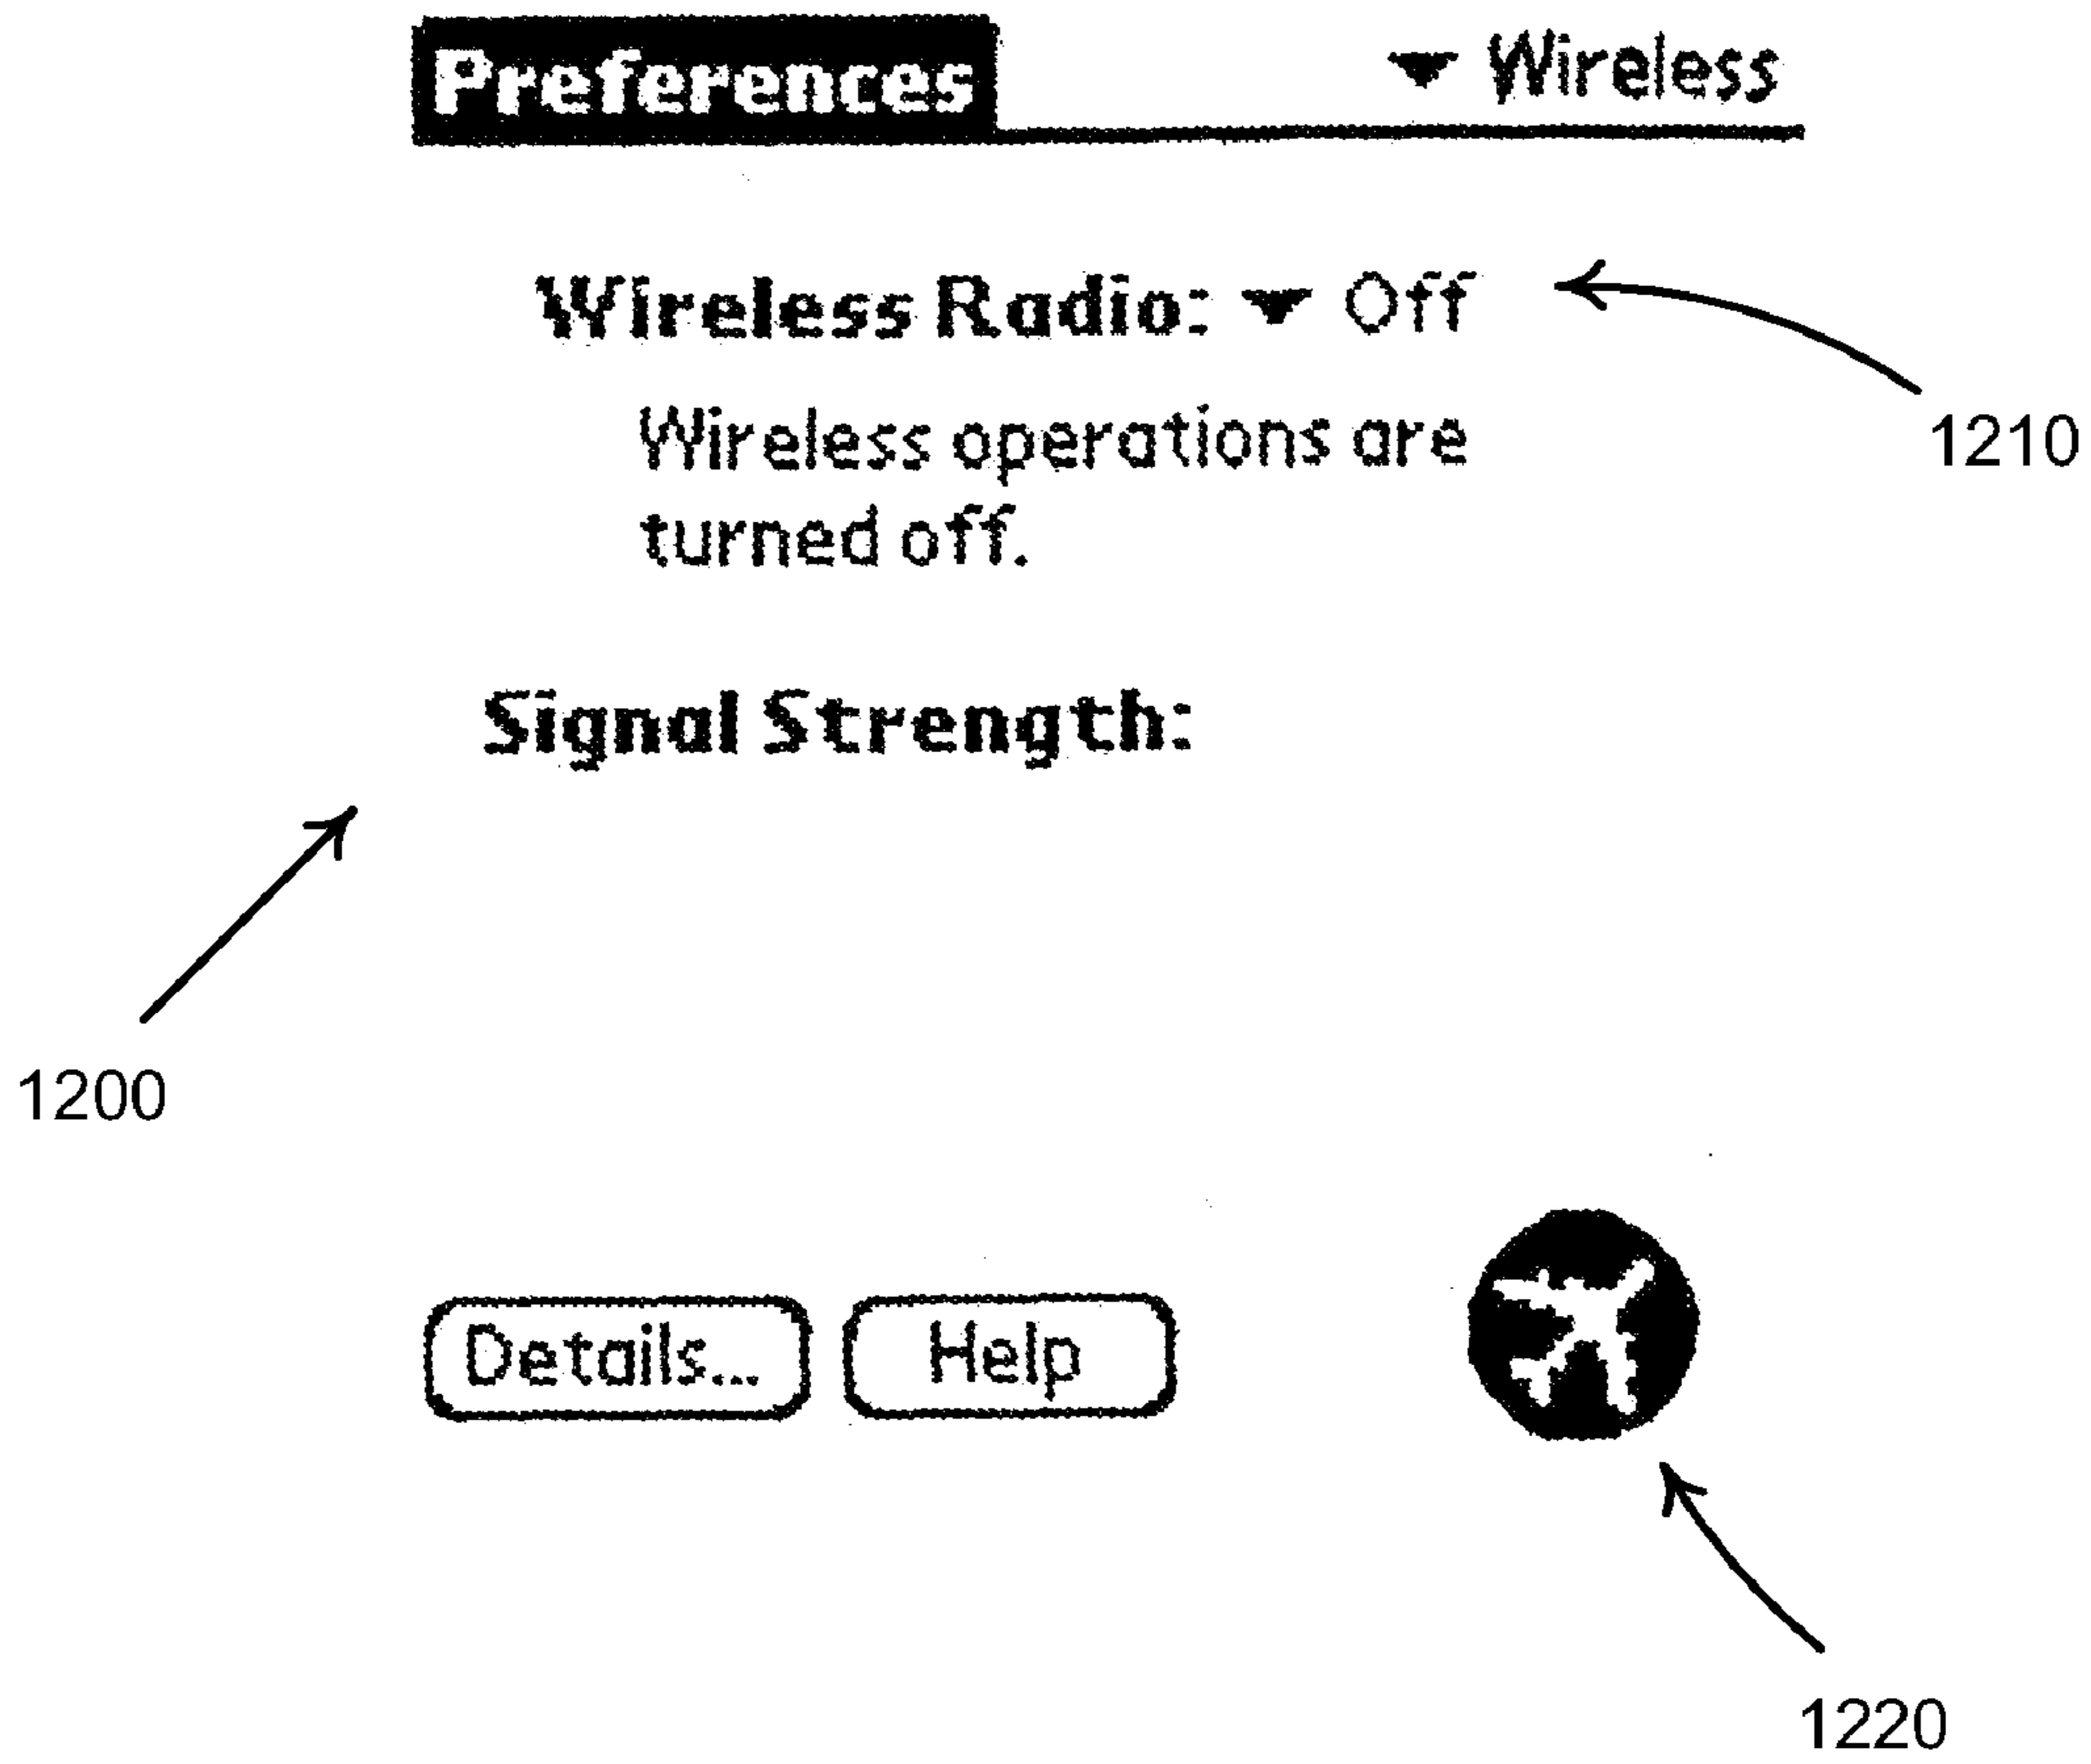 Preferences ▼ Wireless
Wireless Radio: ▼ Off
1210
Wireless operations are
turned off.
Signal Strength:
1200
Details... Help
1220